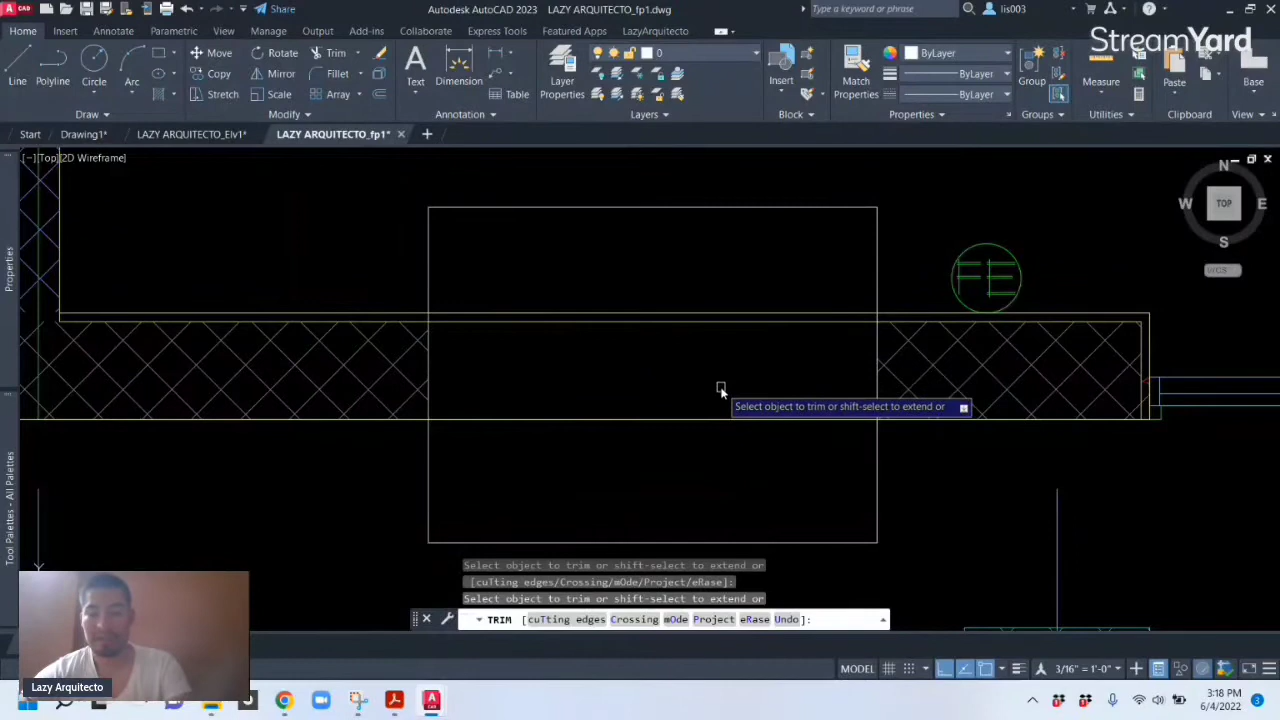 Autodesk AutoCAD 2023 LAZY ARQUITECTO_fp1.dwg
Share
Type a keyword or phrase
lis003
StreamYard
Home Insert Annotate Parametric View Manage Output Add-ins Collaborate Express Tools Featured Apps LazyArquitecto
Line Polyline Circle Arc
Move Rotate Trim
Copy Mirror Fillet
Stretch Scale Array
Text Dimension Table
Layer Properties
0
Insert
Match Properties
ByLayer
ByLayer
ByLayer
Group
Measure
Paste
Base
Draw Modify Annotation Layers Block Properties Groups Utilities Clipboard View
Start Drawing1* LAZY ARQUITECTO_Elv1* LAZY ARQUITECTO_fp1*
[−][Top][2D Wireframe]
N
W TOP E
S
WCS
Properties
FE
Select object to trim or shift-select to extend or
Tool Palettes - All Palettes
Select object to trim or shift-select to extend or
[cuTting edges/Crossing/mOde/Project/eRase]:
Select object to trim or shift-select to extend or
TRIM [cuTting edges Crossing mOde Project eRase Undo]:
MODEL 3/16" = 1'-0"
Lazy Arquitecto
3:18 PM
6/4/2022
3